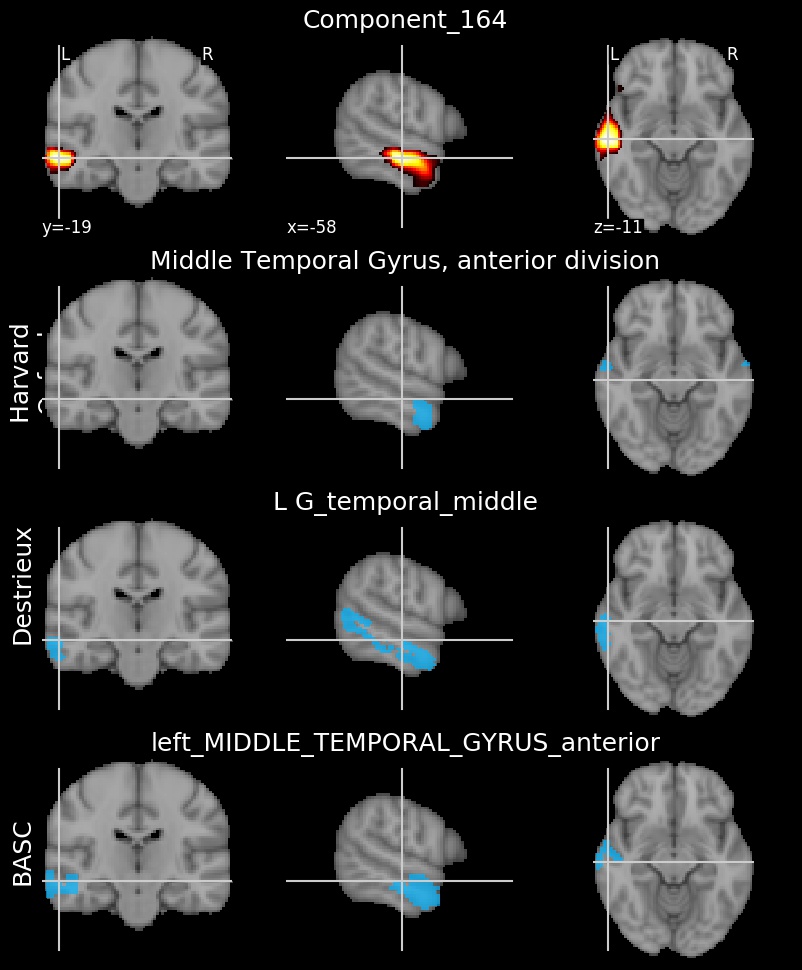 Component_164
L R
L R
y=-19
x=-58
z=-11
Middle Temporal Gyrus, anterior division
Harvard
L G_temporal_middle
Destrieux
left_MIDDLE_TEMPORAL_GYRUS_anterior
BASC